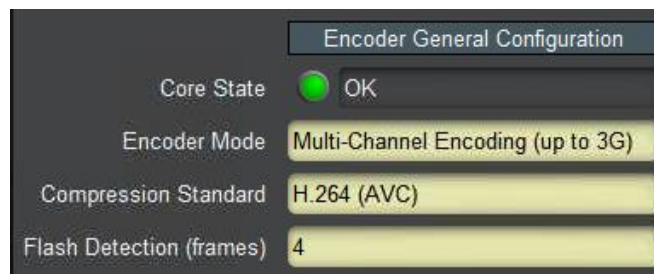 Encoder General Configuration
Core State OK
Encoder Mode Multi-Channel Encoding (up to 3G)
Compression Standard H.264 (AVC)
Flash Detection (frames) 4